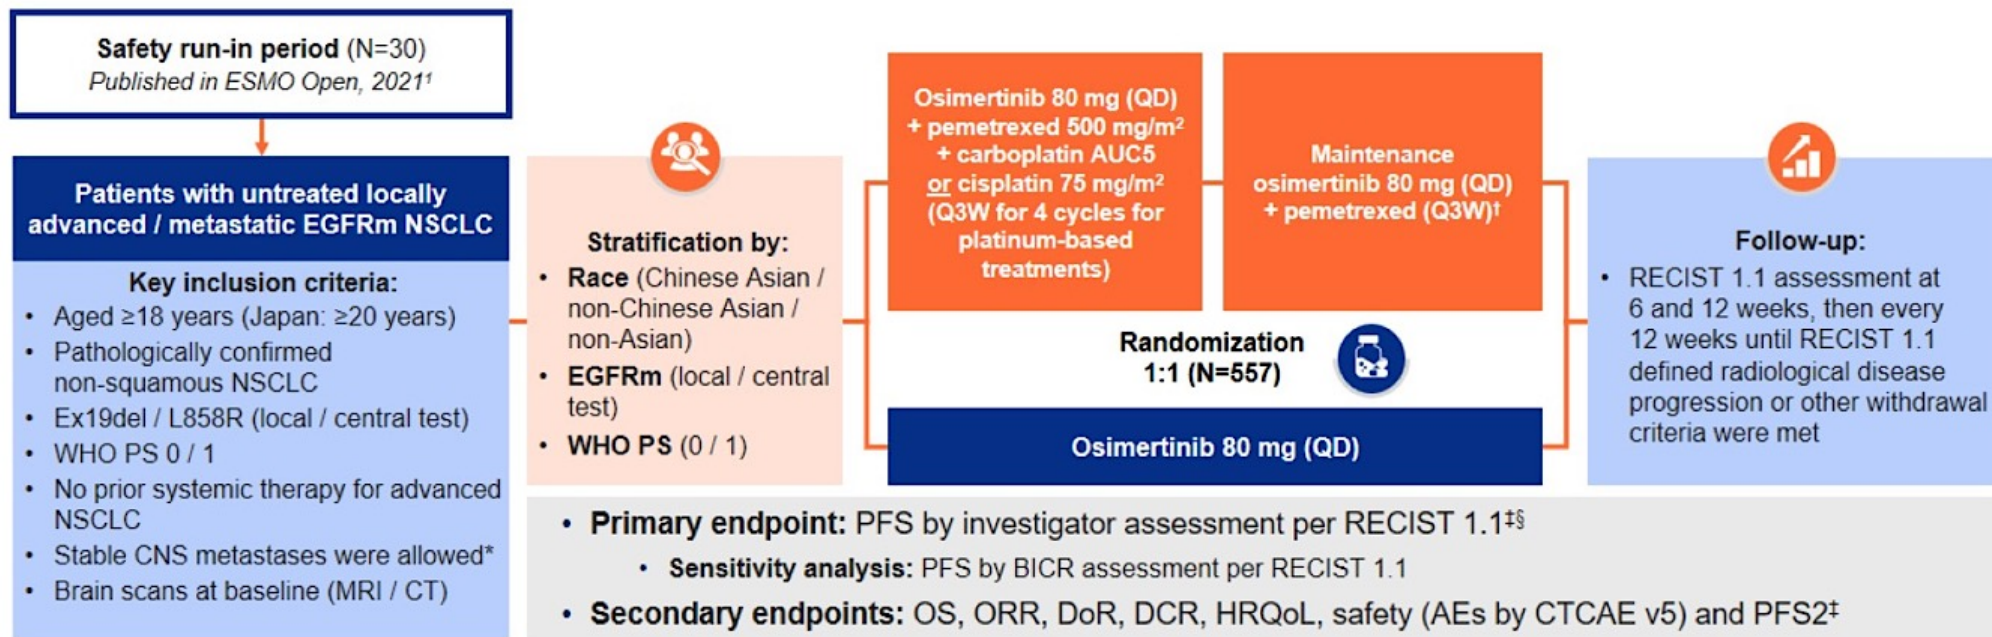 Safety run-in period (N=30)
Published in ESMO Open, 2021¹
Patients with untreated locally
advanced / metastatic EGFRm NSCLC
Key inclusion criteria:
• Aged ≥18 years (Japan: ≥20 years)
• Pathologically confirmed
non-squamous NSCLC
• Ex19del / L858R (local / central test)
• WHO PS 0 / 1
• No prior systemic therapy for advanced
NSCLC
• Stable CNS metastases were allowed*
• Brain scans at baseline (MRI / CT)
Stratification by:
• Race (Chinese Asian /
non-Chinese Asian /
non-Asian)
• EGFRm (local / central
test)
• WHO PS (0 / 1)
Osimertinib 80 mg (QD)
+ pemetrexed 500 mg/m²
+ carboplatin AUC5
or cisplatin 75 mg/m²
(Q3W for 4 cycles for
platinum-based
treatments)
Maintenance
osimertinib 80 mg (QD)
+ pemetrexed (Q3W)†
Randomization
1:1 (N=557)
Osimertinib 80 mg (QD)
Follow-up:
• RECIST 1.1 assessment at
6 and 12 weeks, then every
12 weeks until RECIST 1.1
defined radiological disease
progression or other withdrawal
criteria were met
• Primary endpoint: PFS by investigator assessment per RECIST 1.1‡§
• Sensitivity analysis: PFS by BICR assessment per RECIST 1.1
• Secondary endpoints: OS, ORR, DoR, DCR, HRQoL, safety (AEs by CTCAE v5) and PFS2‡